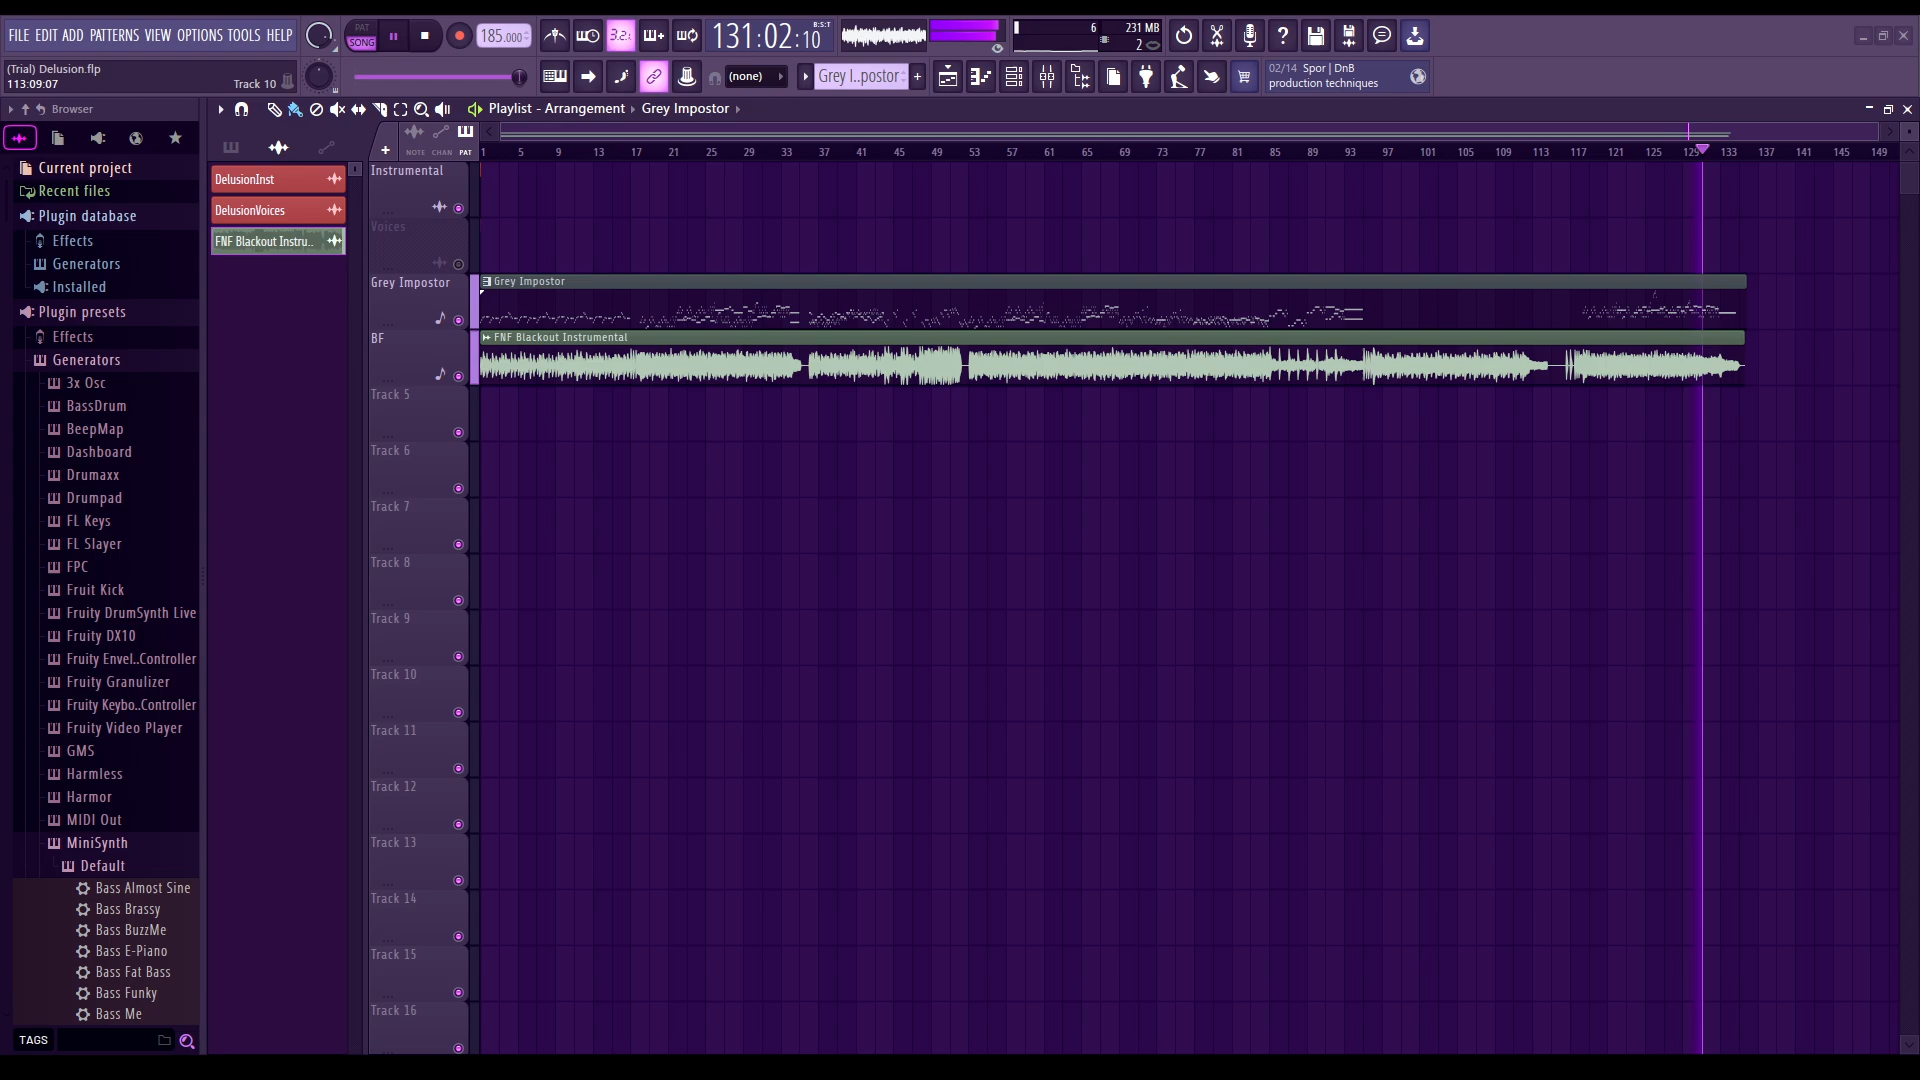 FILE EDIT ADD PATTERNS VIEW OPTIONS TOOLS HELP
PAT
SONG
185.000
3.2.
131:02:10
B:S:T
6
231 MB
2
(Trial) Delusion.flp
113:09:07
Track 10
(none)
Grey I..postor
02/14 Spor | DnB
production techniques
Browser
Playlist - Arrangement
Grey Impostor
NOTE CHAN PAT
1 5 9 13 17 21 25 29 33 37 41 45 49 53 57 61 65 69 73 77 81 85 89 93 97 101 105 109 113 117 121 125 129 133 137 141 145 149
Current project
Recent files
Plugin database
Effects
Generators
Installed
Plugin presets
Effects
Generators
3x Osc
BassDrum
BeepMap
Dashboard
Drumaxx
Drumpad
FL Keys
FL Slayer
FPC
Fruit Kick
Fruity DrumSynth Live
Fruity DX10
Fruity Envel..Controller
Fruity Granulizer
Fruity Keybo..Controller
Fruity Video Player
GMS
Harmless
Harmor
MIDI Out
MiniSynth
Default
Bass Almost Sine
Bass Brassy
Bass BuzzMe
Bass E-Piano
Bass Fat Bass
Bass Funky
Bass Me
TAGS
DelusionInst
DelusionVoices
FNF Blackout Instru..
Instrumental
Voices
Grey Impostor
Grey Impostor
BF
FNF Blackout Instrumental
Track 5
Track 6
Track 7
Track 8
Track 9
Track 10
Track 11
Track 12
Track 13
Track 14
Track 15
Track 16